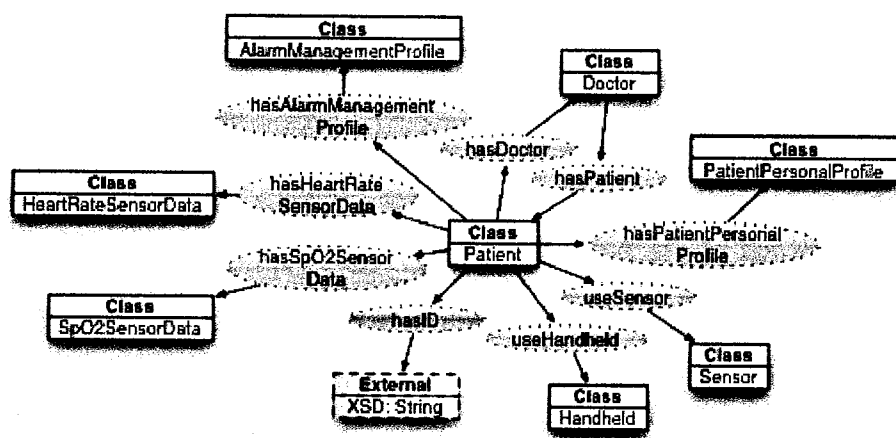 Class
AlarmManagementProfile
Class
Doctor
hasAlarmManagement
Profile
hasDoctor
Class
PatientPersonalProfile
hasPatient
Class
HeartRateSensorData
hasHeartRate
SensorData
Class
Patient
hasPatientPersonal
Profile
hasSpO2Sensor
Data
useSensor
Class
SpO2SensorData
hasID
useHandheld
Class
Sensor
External
XSD: String
Class
Handheld